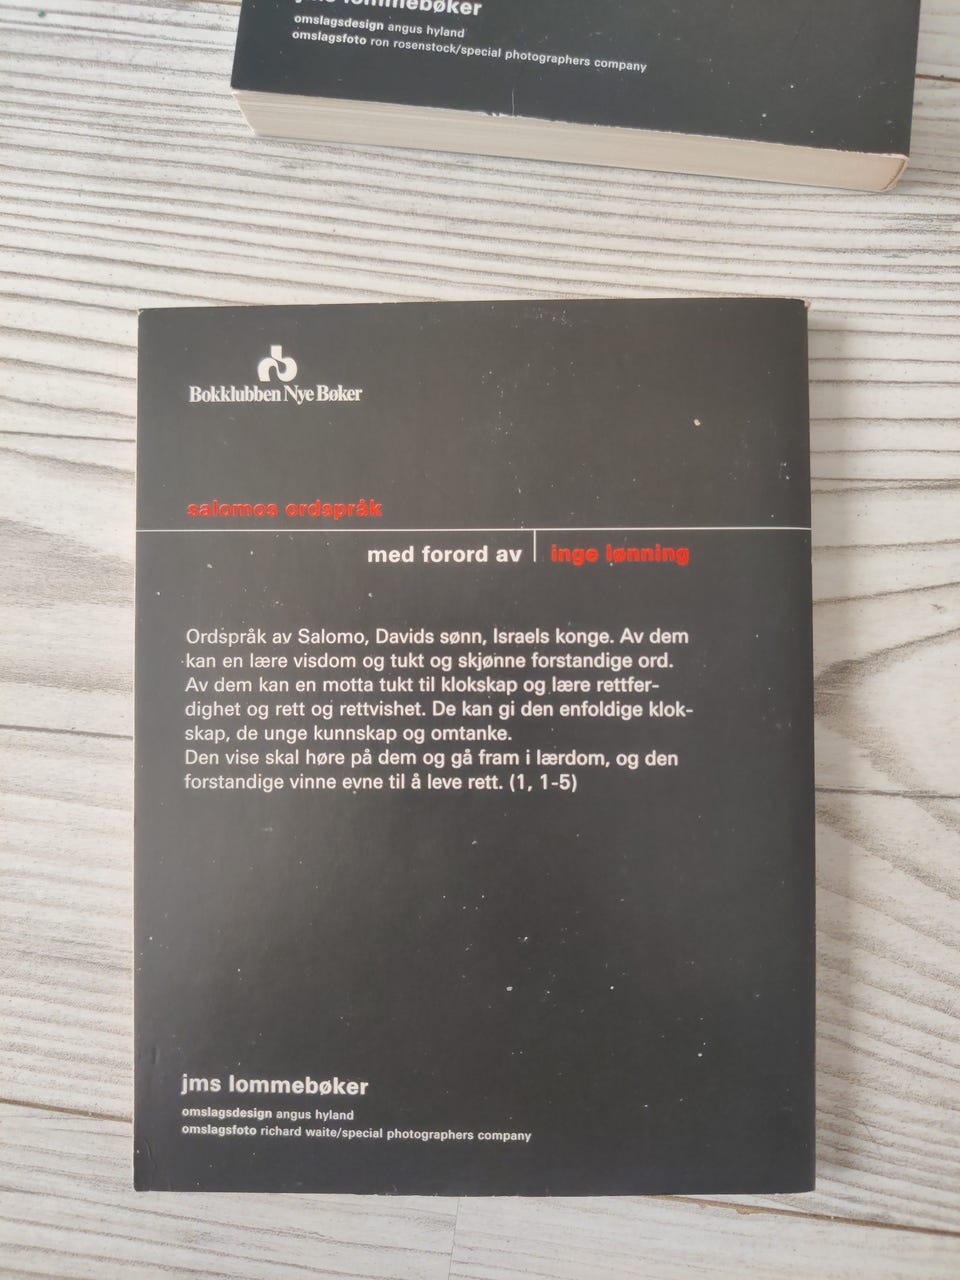 jms lommebøker
omslagsdesign angus hyland
omslagsfoto ron rosenstock/special photographers company
Bokklubben Nye Bøker
salomos ordspråk
med forord av inge lønning
Ordspråk av Salomo, Davids sønn, Israels konge. Av dem
kan en lære visdom og tukt og skjønne forstandige ord.
Av dem kan en motta tukt til klokskap og lære rettfer-
dighet og rett og rettvishet. De kan gi den enfoldige klok-
skap, de unge kunnskap og omtanke.
Den vise skal høre på dem og gå fram i lærdom, og den
forstandige vinne evne til å leve rett. (1, 1-5)
jms lommebøker
omslagsdesign angus hyland
omslagsfoto richard waite/special photographers company